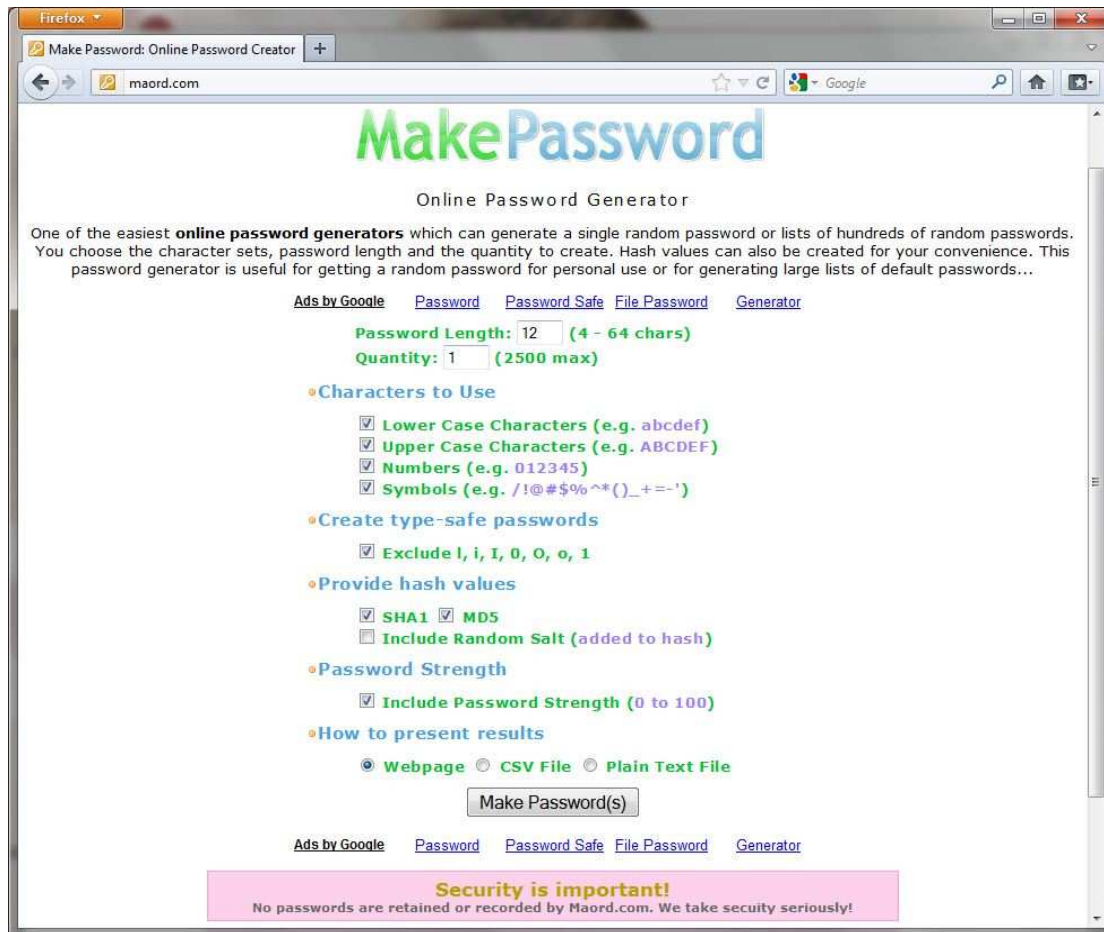 Firefox
Make Password: Online Password Creator
maord.com
Google
MakePassword
Online Password Generator
One of the easiest online password generators which can generate a single random password or lists of hundreds of random passwords.
You choose the character sets, password length and the quantity to create. Hash values can also be created for your convenience. This
password generator is useful for getting a random password for personal use or for generating large lists of default passwords...
Ads by Google Password Password Safe File Password Generator
Password Length: 12 (4 - 64 chars)
Quantity: 1 (2500 max)
Characters to Use
Lower Case Characters (e.g. abcdef)
Upper Case Characters (e.g. ABCDEF)
Numbers (e.g. 012345)
Symbols (e.g. /!@#$%^*()_+=-')
Create type-safe passwords
Exclude l, i, I, 0, O, o, 1
Provide hash values
SHA1 MD5
Include Random Salt (added to hash)
Password Strength
Include Password Strength (0 to 100)
How to present results
Webpage CSV File Plain Text File
Make Password(s)
Ads by Google Password Password Safe File Password Generator
Security is important!
No passwords are retained or recorded by Maord.com. We take secuity seriously!